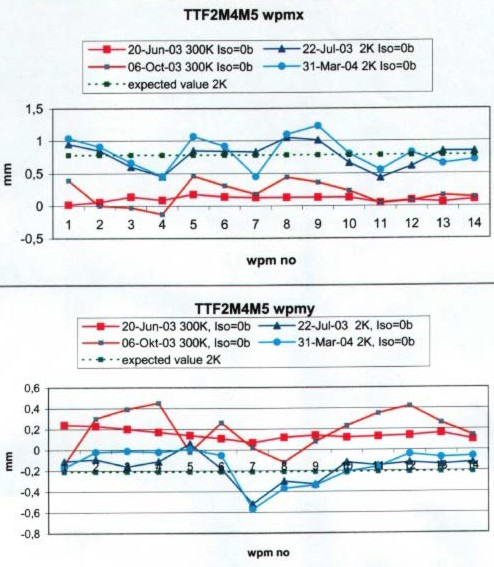 TTF2M4M5 wpmx
20-Jun-03 300K Iso=0b 22-Jul-03 2K Iso=0b
06-Oct-03 300K Iso=0b 31-Mar-04 2K Iso=0b
expected value 2K
1,5
1
0,5
0
-0,5
mm
1 2 3 4 5 6 7 8 9 10 11 12 13 14
wpm no
TTF2M4M5 wpmy
20-Jun-03 300K, Iso=0b 22-Jul-03 2K, Iso=0b
06-Okt-03 300K, Iso=0b 31-Mar-04 2K, Iso=0b
expected value 2K
0,6
0,4
0,2
0
-0,2
-0,4
-0,6
-0,8
mm
5 6 7 8 9 10 11 12 13 14
wpm no